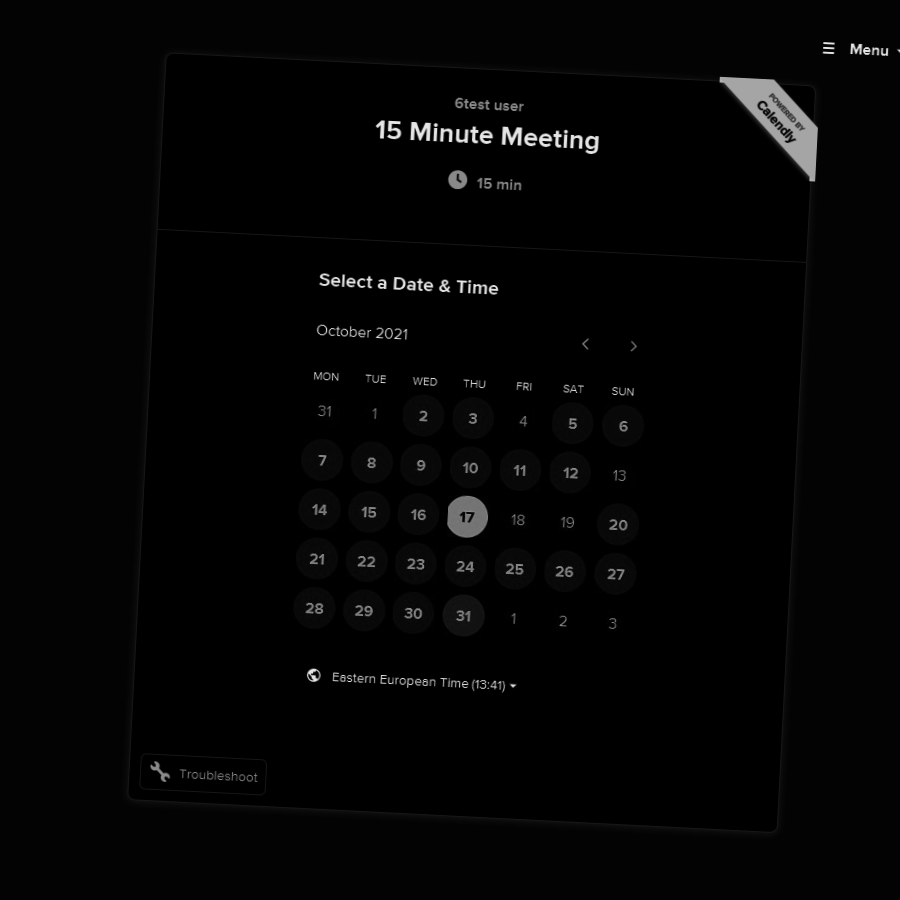 Menu
POWERED BY
Calendly
6test user
15 Minute Meeting
15 min
Select a Date & Time
October 2021
MON TUE WED THU FRI SAT SUN
31 1 2 3 4 5 6
7 8 9 10 11 12 13
14 15 16 17 18 19 20
21 22 23 24 25 26 27
28 29 30 31 1 2 3
Eastern European Time (13:41)
Troubleshoot